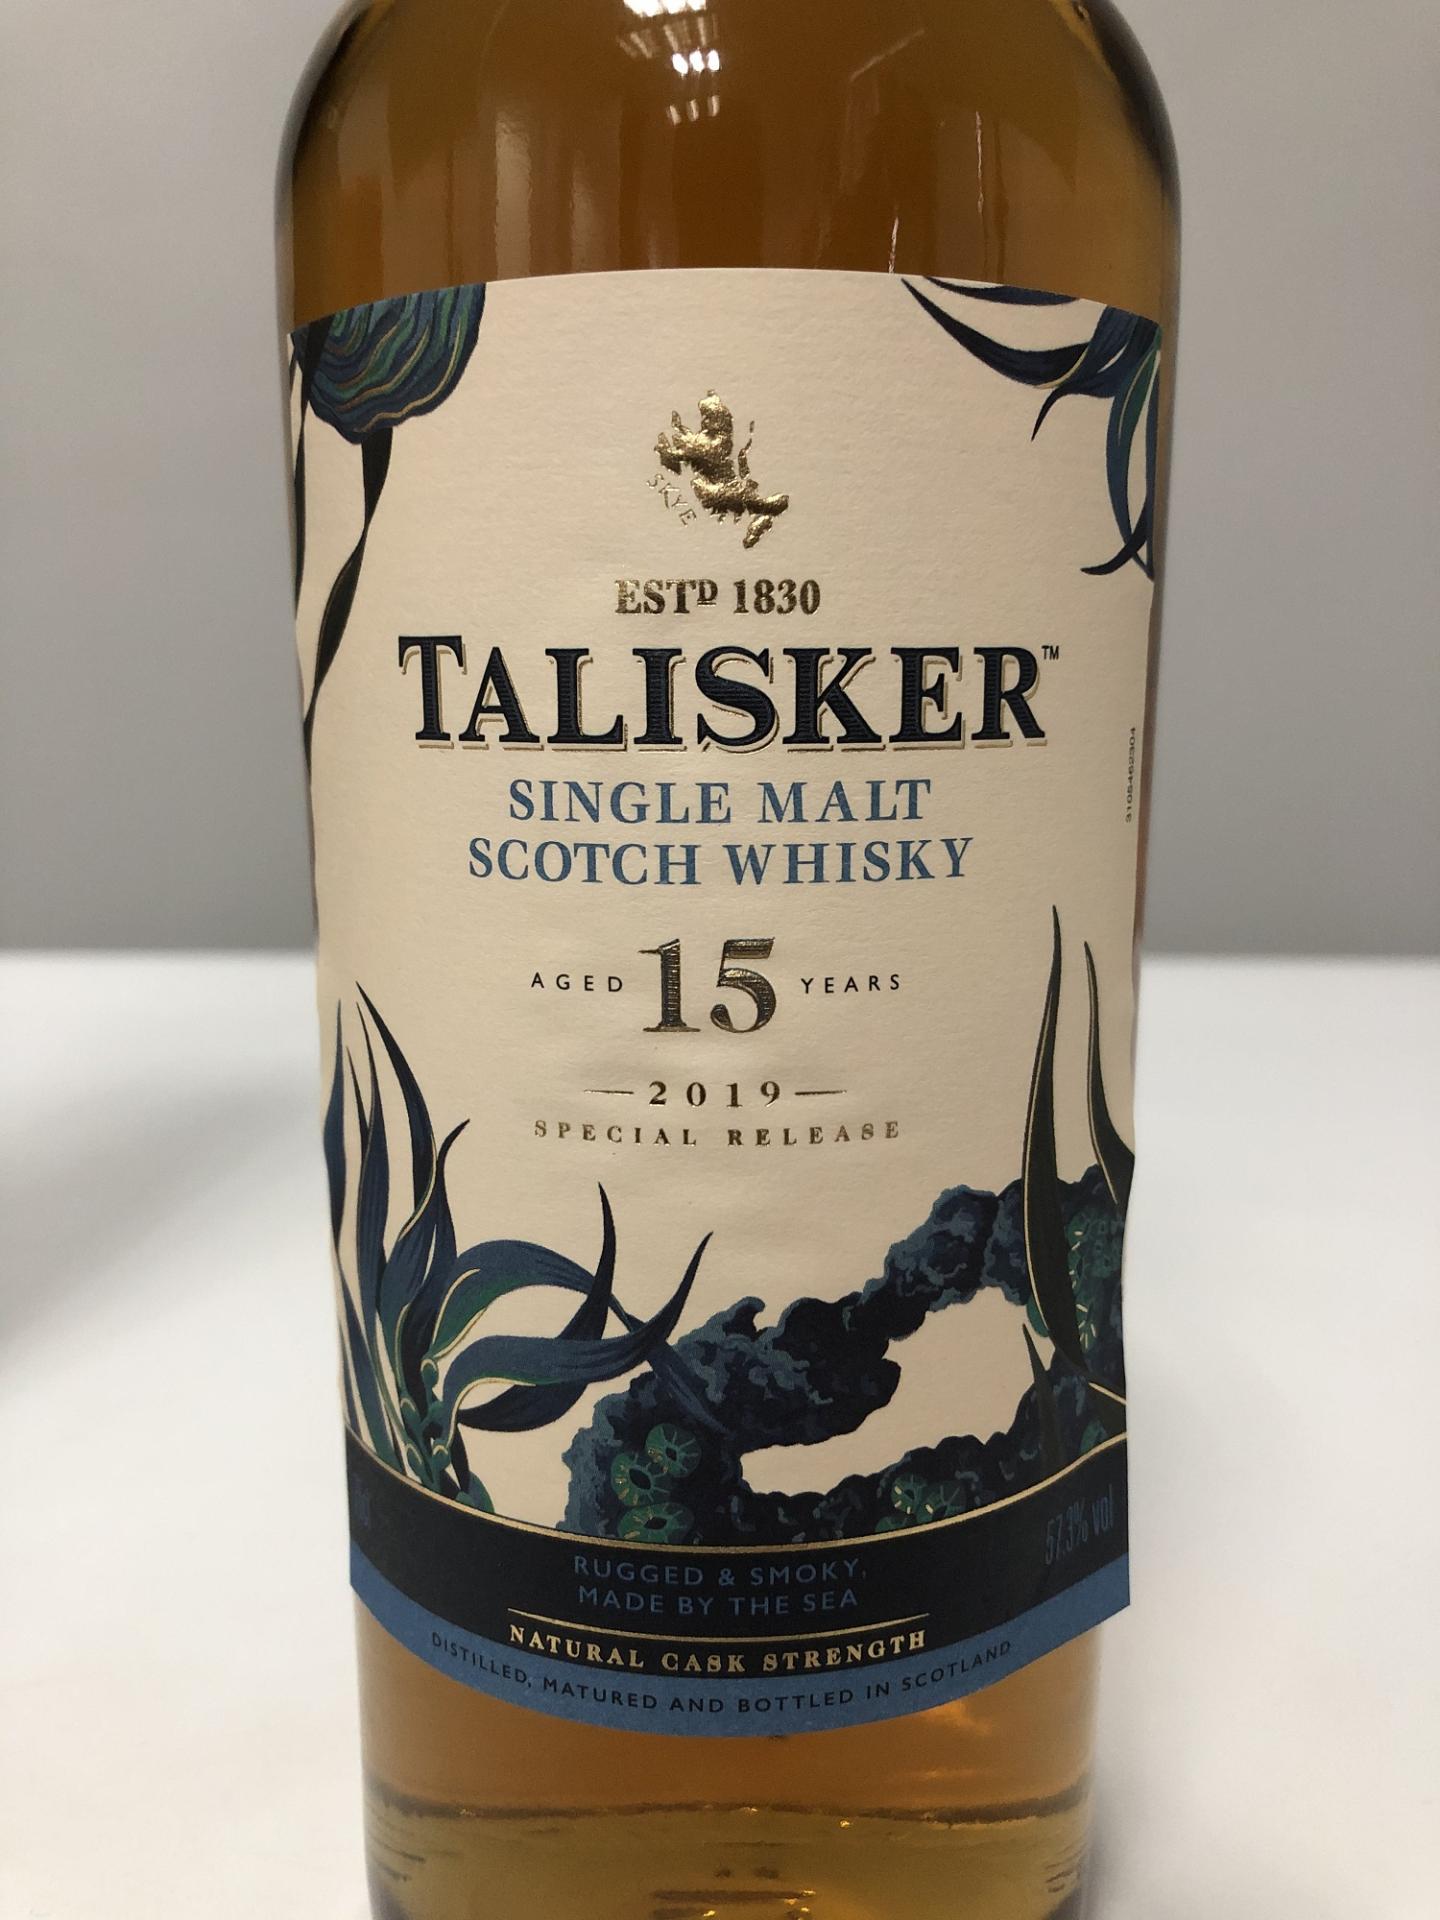 SKYE
ESTD 1830
TALISKER™
SINGLE MALT
SCOTCH WHISKY
AGED 15 YEARS
—2019—
SPECIAL RELEASE
3105462304
57.3% vol
RUGGED & SMOKY,
MADE BY THE SEA
NATURAL CASK STRENGTH
DISTILLED, MATURED AND BOTTLED IN SCOTLAND